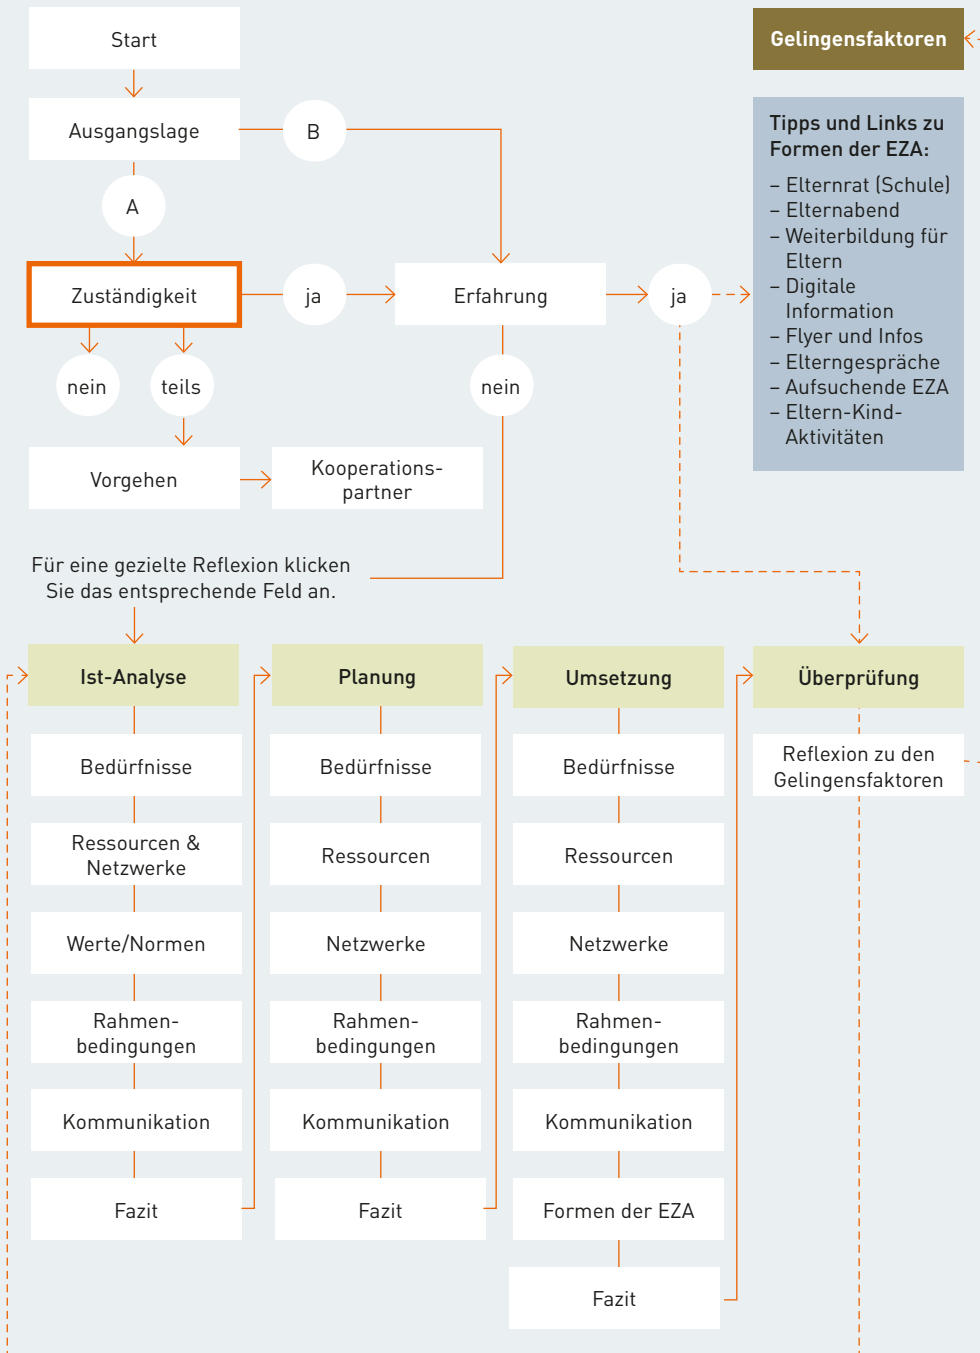 Start
Gelingensfaktoren
Ausgangslage
B
A
Tipps und Links zu
Formen der EZA:
– Elternrat (Schule)
– Elternabend
– Weiterbildung für
Eltern
– Digitale
Information
– Flyer und Infos
– Elterngespräche
– Aufsuchende EZA
– Eltern-Kind-
Aktivitäten
Zuständigkeit
ja
Erfahrung
ja
nein
teils
nein
Vorgehen
Kooperations-
partner
Für eine gezielte Reflexion klicken
Sie das entsprechende Feld an.
Ist-Analyse
Bedürfnisse
Ressourcen &
Netzwerke
Werte/Normen
Rahmen-
bedingungen
Kommunikation
Fazit
Planung
Bedürfnisse
Ressourcen
Netzwerke
Rahmen-
bedingungen
Kommunikation
Fazit
Umsetzung
Bedürfnisse
Ressourcen
Netzwerke
Rahmen-
bedingungen
Kommunikation
Formen der EZA
Fazit
Überprüfung
Reflexion zu den
Gelingensfaktoren